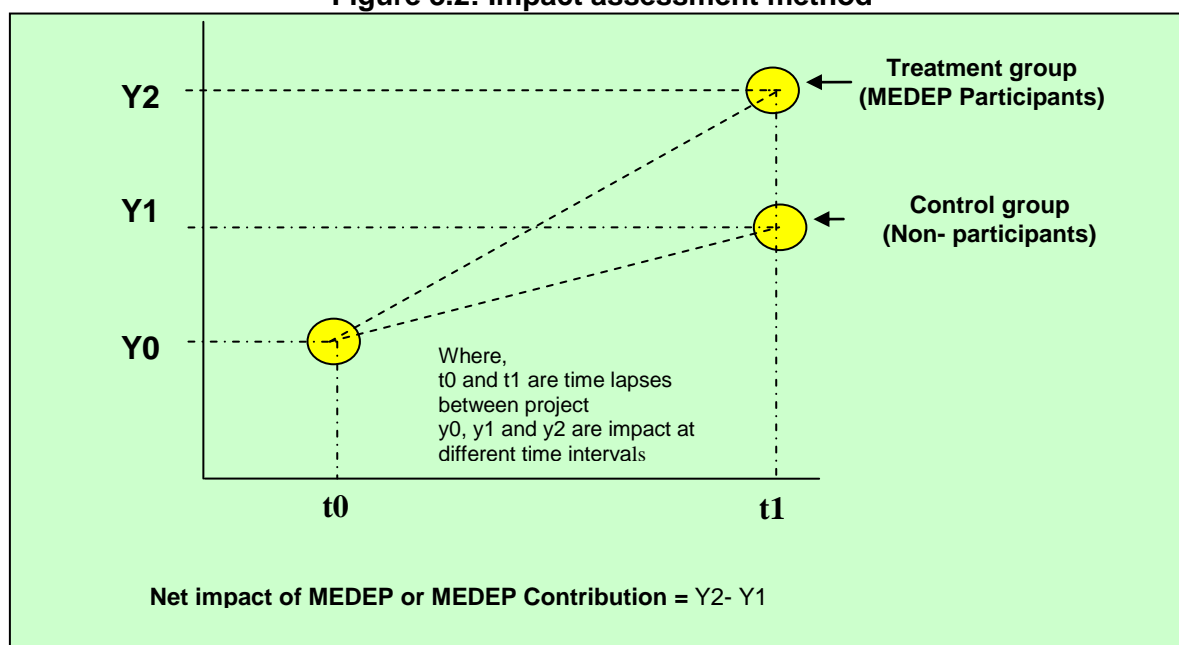 Figure 3.2: Impact assessment method
Y2
Treatment group
(MEDEP Participants)
Y1
Control group
(Non- participants)
Y0
Where,
t0 and t1 are time lapses
between project
y0, y1 and y2 are impact at
different time intervals
t0
t1
Net impact of MEDEP or MEDEP Contribution = Y2- Y1